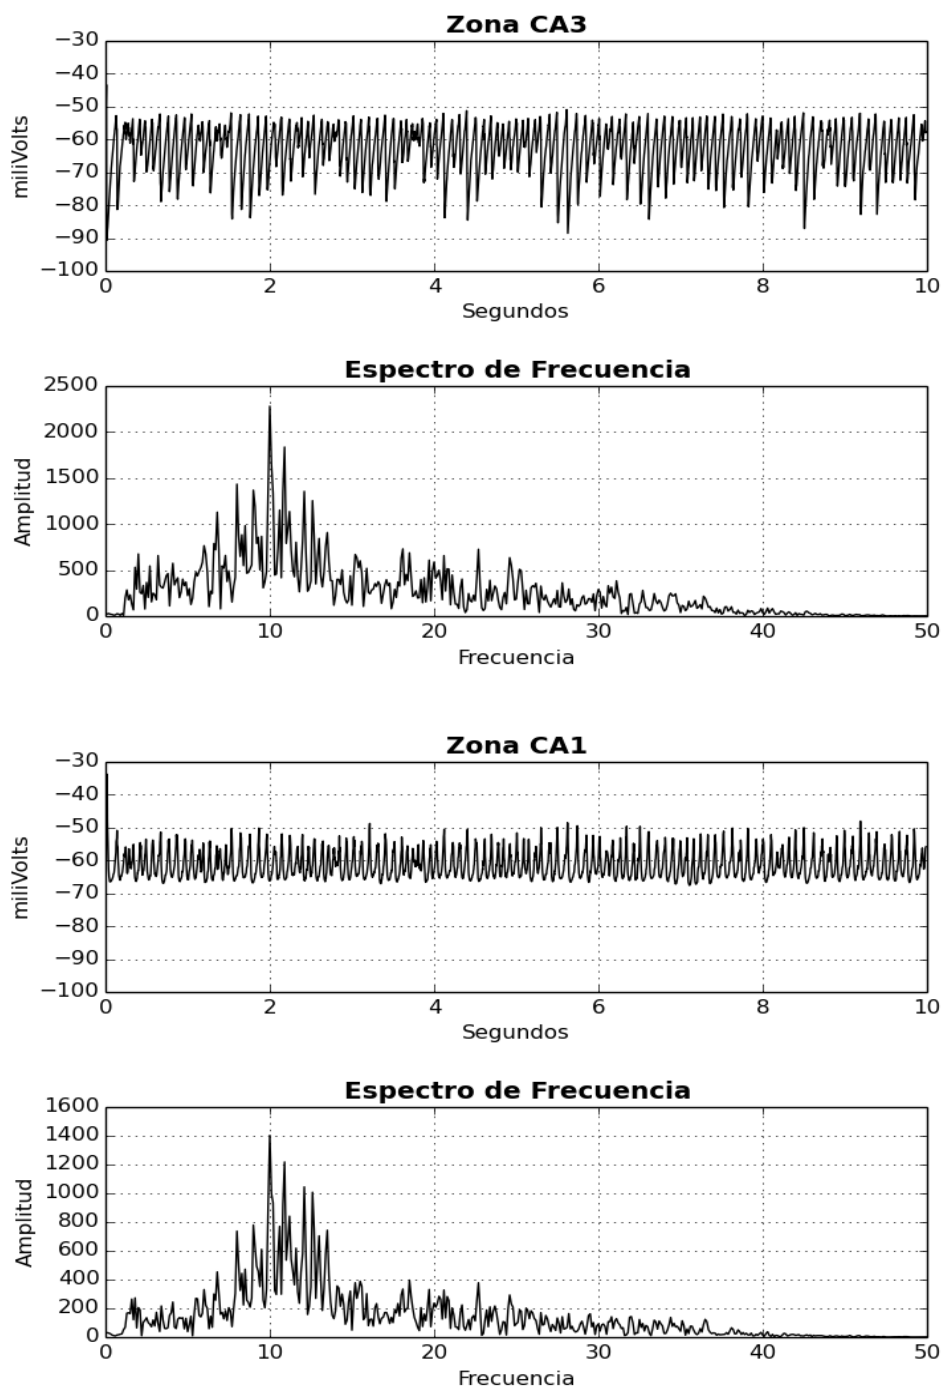 Zona CA3
−30
−40
−50
−60
−70
−80
−90
−100
miliVolts
0 2 4 6 8 10
Segundos
Espectro de Frecuencia
2500
2000
1500
1000
500
0
Amplitud
0 10 20 30 40 50
Frecuencia
Zona CA1
−30
−40
−50
−60
−70
−80
−90
−100
miliVolts
0 2 4 6 8 10
Segundos
Espectro de Frecuencia
1600
1400
1200
1000
800
600
400
200
0
Amplitud
0 10 20 30 40 50
Frecuencia